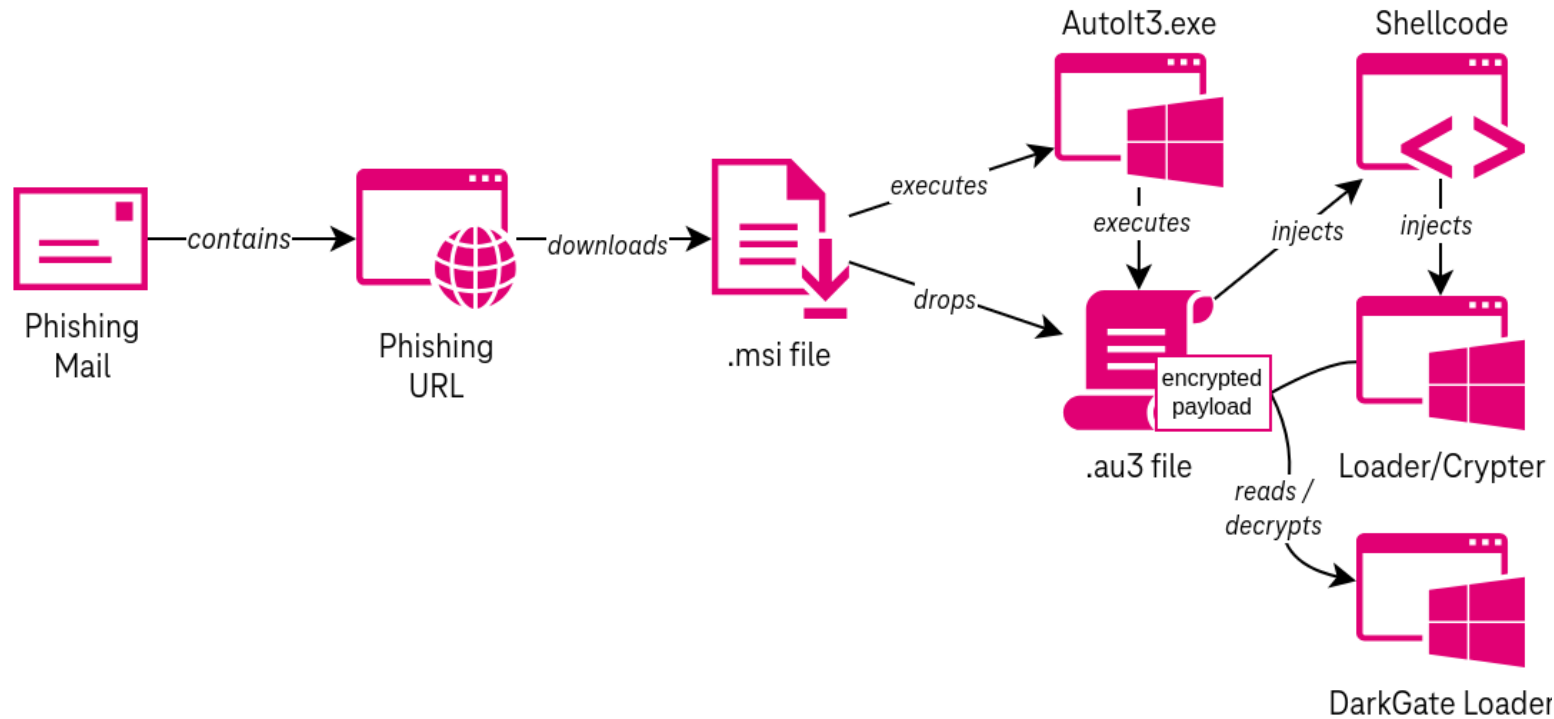 AutoIt3.exe
Shellcode
executes
contains
downloads
executes
injects
injects
drops
Phishing
Mail
Phishing
URL
.msi file
encrypted
payload
.au3 file
Loader/Crypter
reads /
decrypts
DarkGate Loader